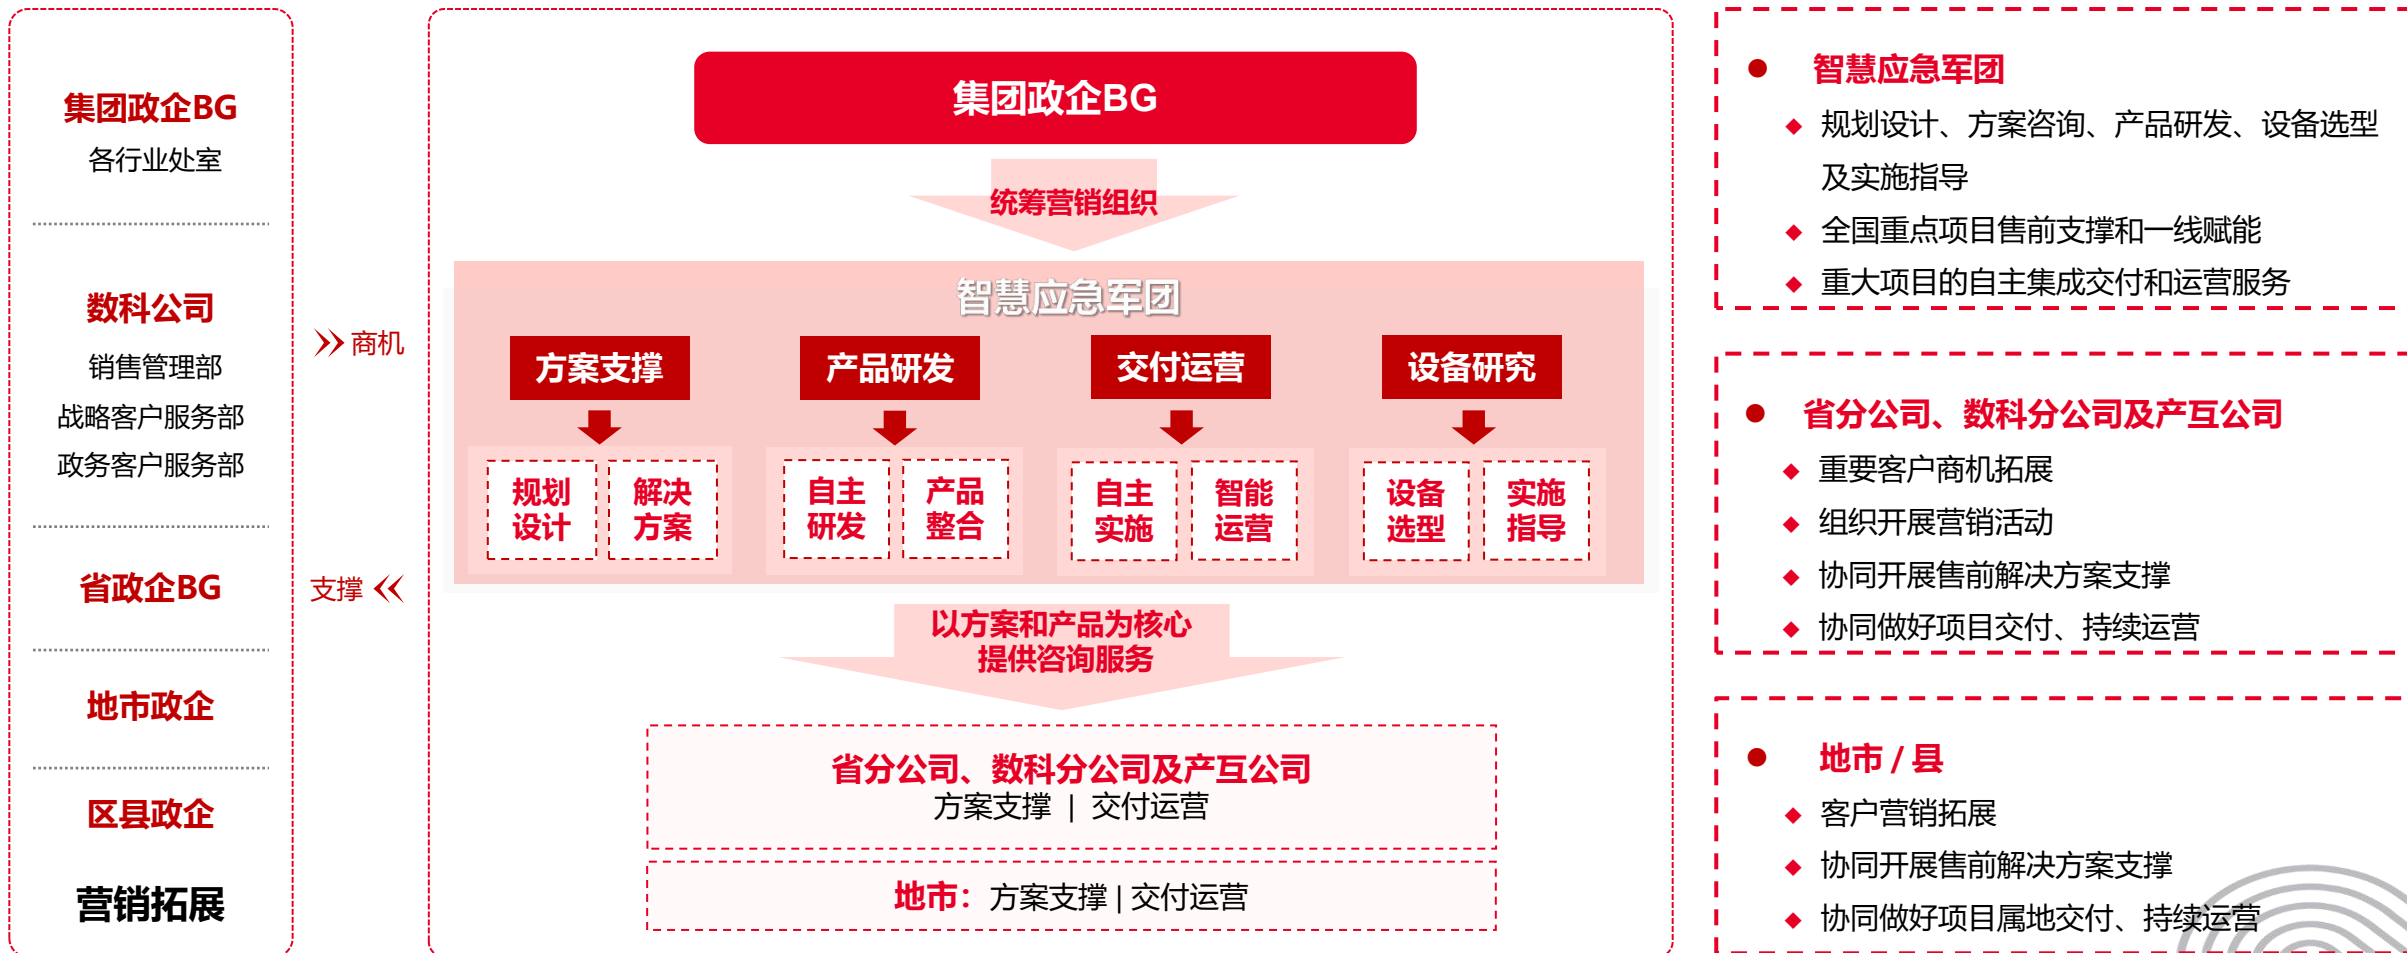 集团政企BG
各行业处室
数科公司
销售管理部
战略客户服务部
政务客户服务部
省政企BG
地市政企
区县政企
营销拓展
商机
支撑
集团政企BG
统筹营销组织
智慧应急军团
方案支撑
产品研发
交付运营
设备研究
规划
设计
解决
方案
自主
研发
产品
整合
自主
实施
智能
运营
设备
选型
实施
指导
以方案和产品为核心
提供咨询服务
省分公司、数科分公司及产互公司
方案支撑 | 交付运营
地市：方案支撑 | 交付运营
智慧应急军团
规划设计、方案咨询、产品研发、设备选型
及实施指导
全国重点项目售前支撑和一线赋能
重大项目的自主集成交付和运营服务
省分公司、数科分公司及产互公司
重要客户商机拓展
组织开展营销活动
协同开展售前解决方案支撑
协同做好项目交付、持续运营
地市 / 县
客户营销拓展
协同开展售前解决方案支撑
协同做好项目属地交付、持续运营